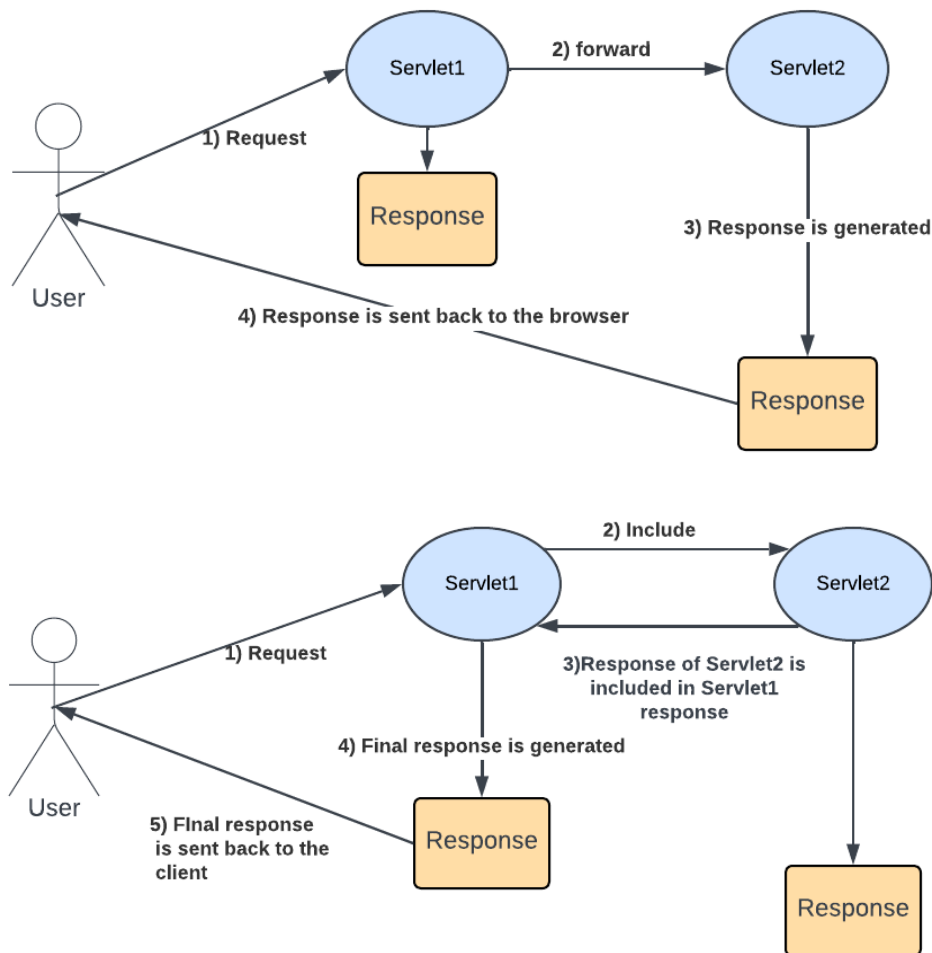 Servlet1
2) forward
Servlet2
1) Request
Response
3) Response is generated
User
4) Response is sent back to the browser
Response
2) Include
Servlet1
Servlet2
1) Request
3)Response of Servlet2 is
included in Servlet1
response
4) Final response is generated
User
5) FInal response
is sent back to the
client
Response
Response